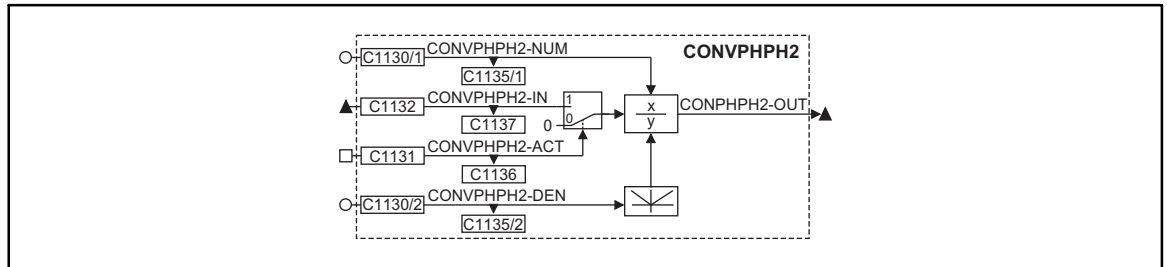 CONVPHPH2
C1130/1 CONVPHPH2-NUM
C1135/1
C1132 CONVPHPH2-IN
C1137
1
0
0
x
y
CONPHPH2-OUT
C1131 CONVPHPH2-ACT
C1136
C1130/2 CONVPHPH2-DEN
C1135/2